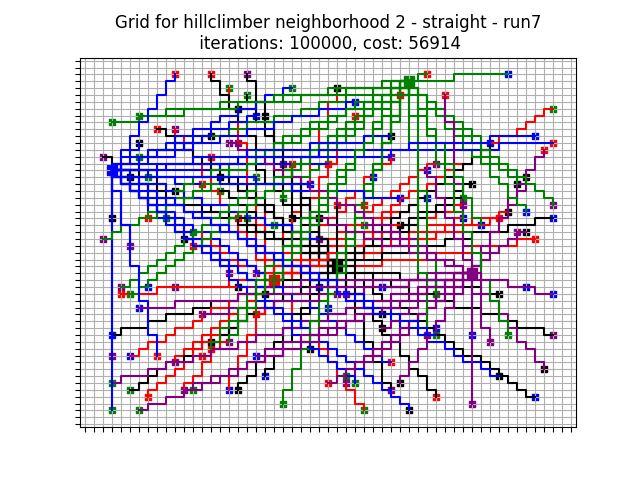 Grid for hillclimber neighborhood 2 - straight - run7
iterations: 100000, cost: 56914